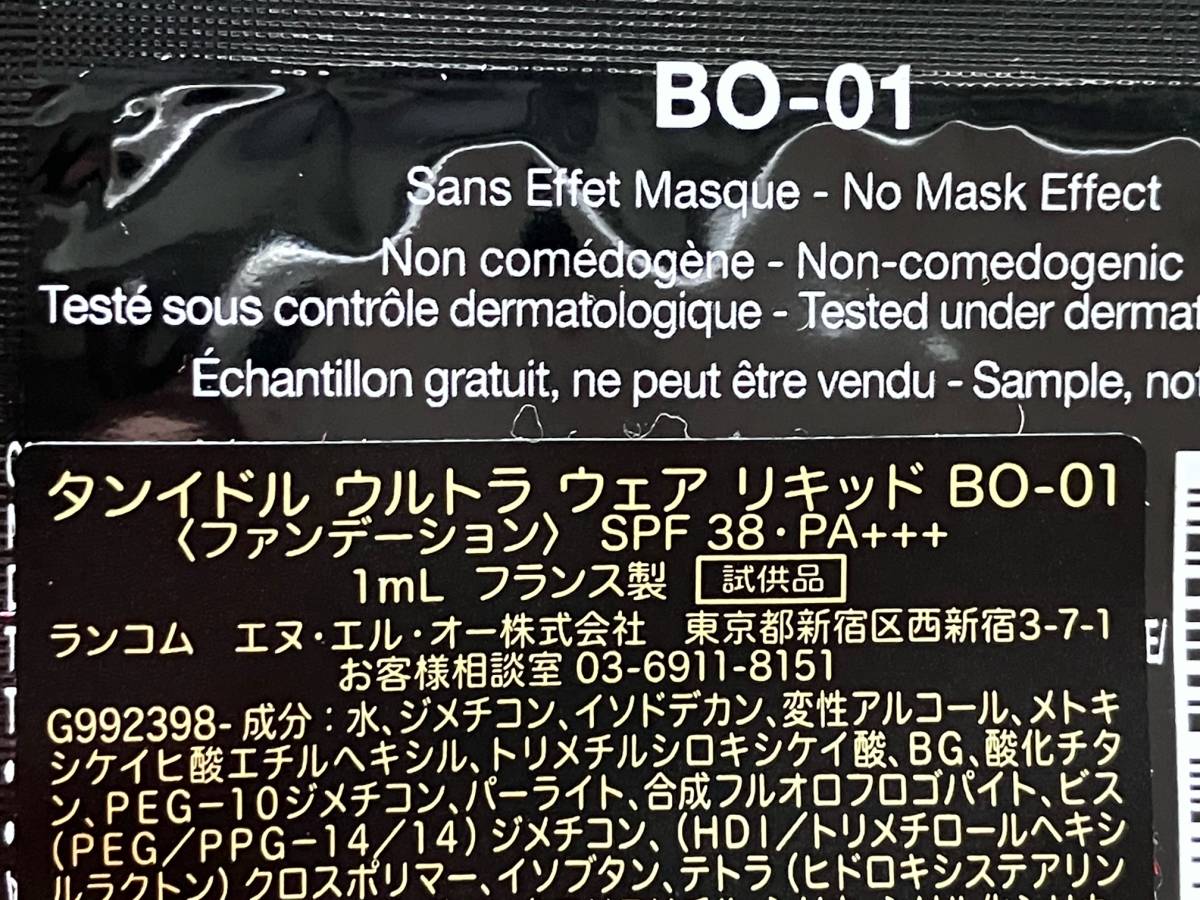 BO-01
Sans Effet Masque - No Mask Effect
Non comédogène - Non-comedogenic
Testé sous contrôle dermatologique - Tested under
Échantillon gratuit, ne peut être vendu - Sample,
タンイドル ウルトラ ウェア リキッド BO-01
〈ファンデーション〉 SPF 38・PA+++
1mL フランス製 試供品
ランコム エヌ・エル・オー株式会社 東京都新宿区西新宿3-7-1
お客様相談室 03-6911-8151
G992398- 成分：水、ジメチコン、イソドデカン、変性アルコール、メトキ
シケイヒ酸エチルヘキシル、トリメチルシロキシケイ酸、BG、酸化チタ
ン、PEG-10ジメチコン、パーライト、合成フルオロフロゴパイト、ビス
(PEG/PPG-14/14) ジメチコン、(HDI/トリメチロールヘキシ
ルラクトン) クロスポリマー、イソブタン、テトラ (ヒドロキシステアリン